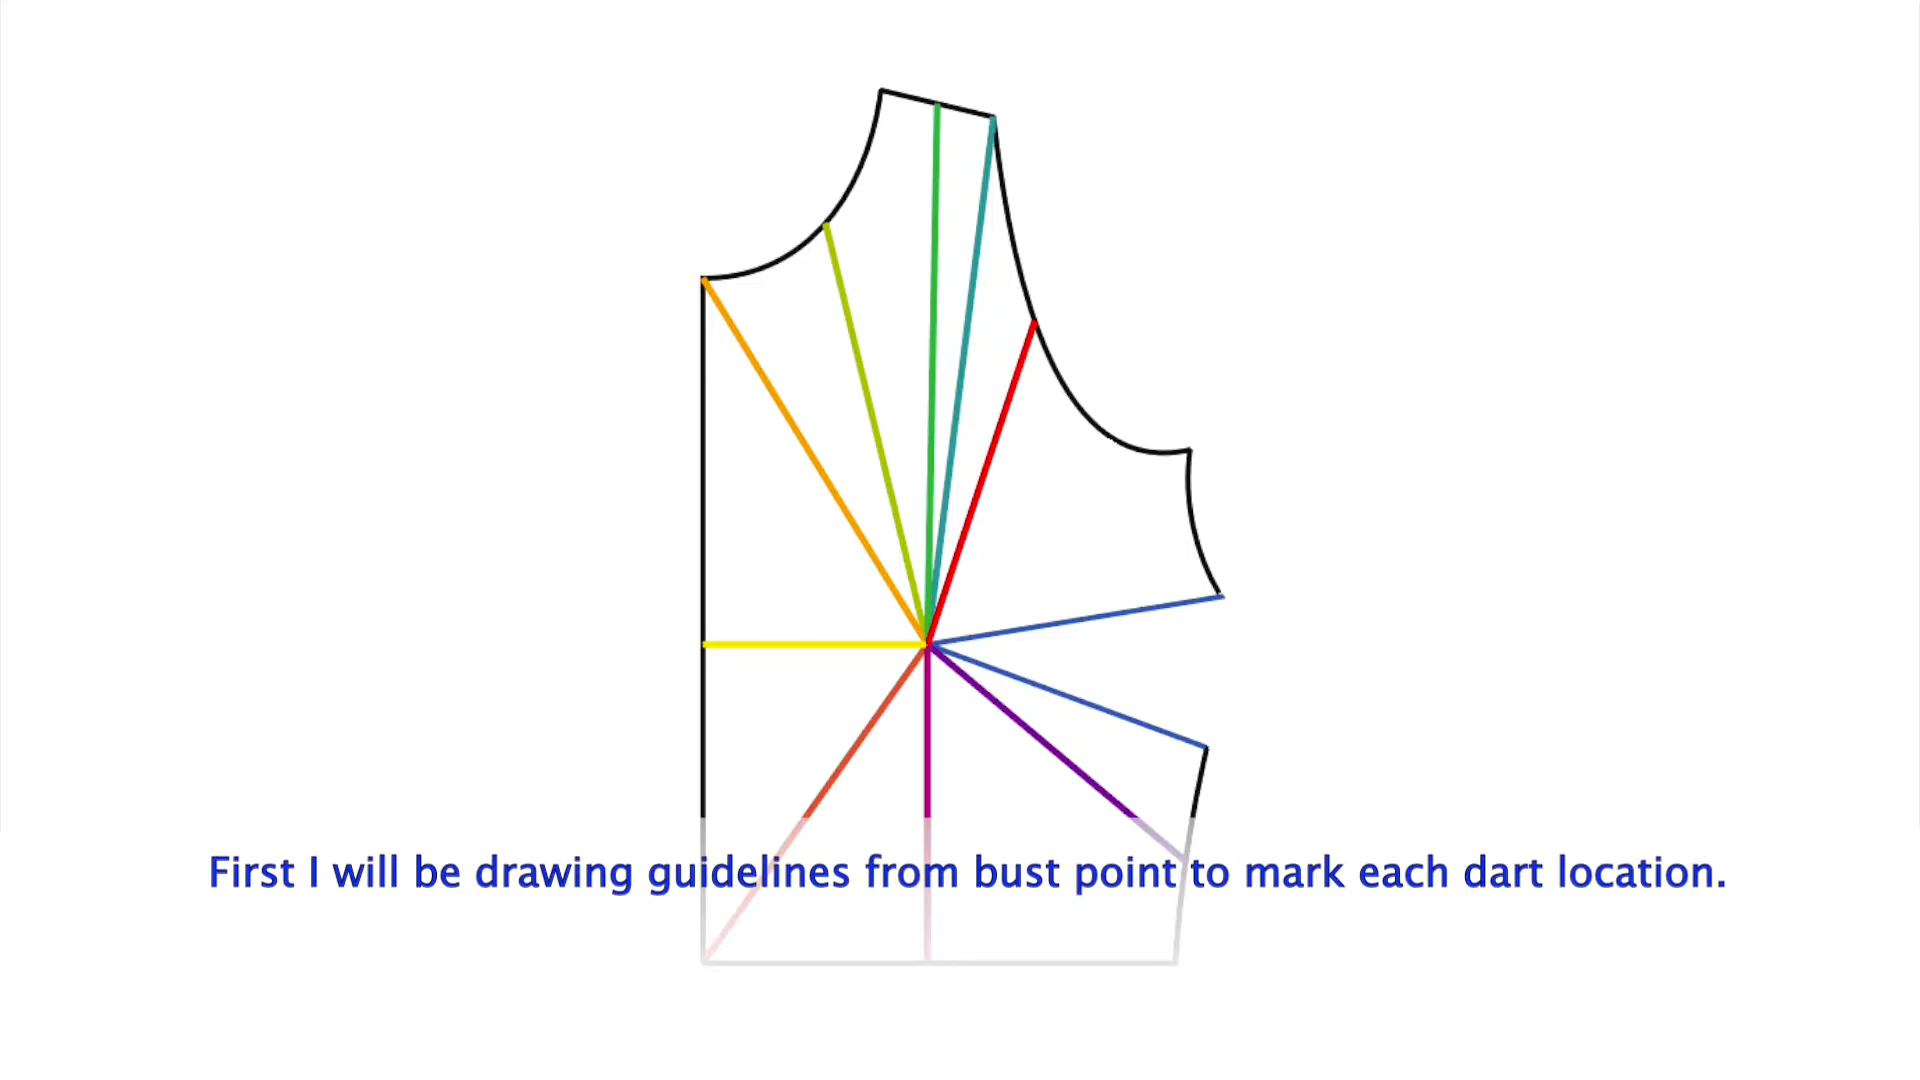 First I will be drawing guidelines from bust point to mark each dart location.